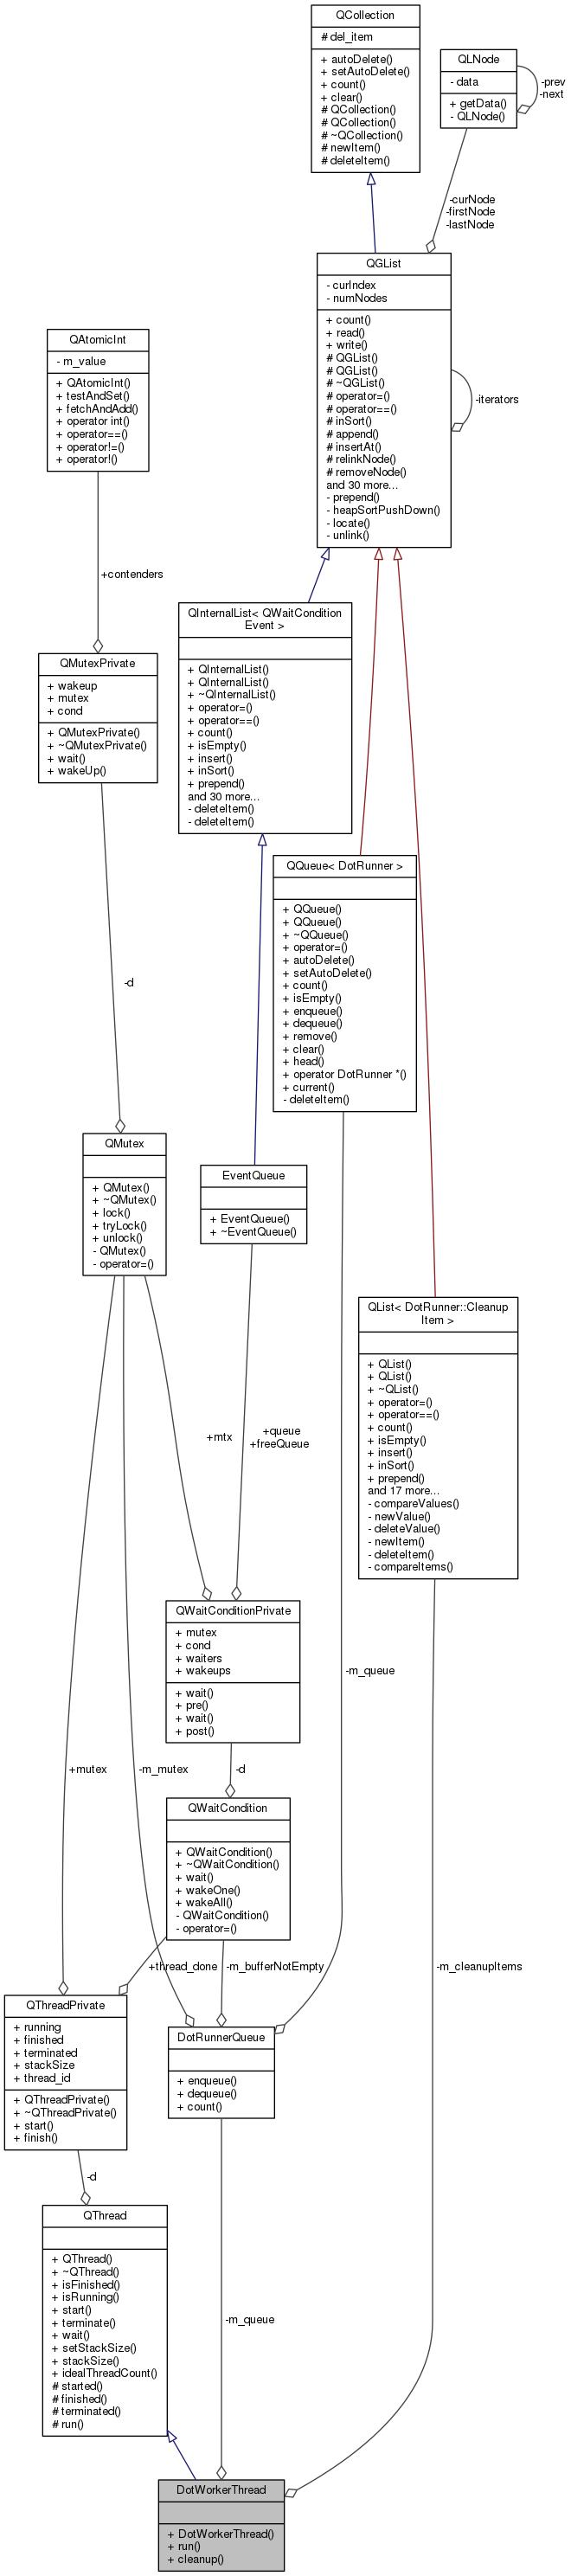 QCollection
# del_item
+ autoDelete()
+ setAutoDelete()
+ count()
+ clear()
# QCollection()
# QCollection()
# ~QCollection()
# newItem()
# deleteItem()
QLNode
- data
+ getData()
- QLNode()
-prev
-next
-curNode
-firstNode
-lastNode
QGList
- curIndex
- numNodes
+ count()
+ read()
+ write()
# QGList()
# QGList()
# ~QGList()
# operator=()
# operator==()
# inSort()
# append()
# insertAt()
# relinkNode()
# removeNode()
and 30 more...
- prepend()
- heapSortPushDown()
- locate()
- unlink()
-iterators
QAtomicInt
- m_value
+ QAtomicInt()
+ testAndSet()
+ fetchAndAdd()
+ operator int()
+ operator==()
+ operator!=()
+ operator!()
+contenders
QMutexPrivate
+ wakeup
+ mutex
+ cond
+ QMutexPrivate()
+ ~QMutexPrivate()
+ wait()
+ wakeUp()
QInternalList< QWaitCondition
Event >
+ QInternalList()
+ QInternalList()
+ ~QInternalList()
+ operator=()
+ operator==()
+ count()
+ isEmpty()
+ insert()
+ inSort()
+ prepend()
and 30 more...
- deleteItem()
- deleteItem()
QQueue< DotRunner >
+ QQueue()
+ QQueue()
+ ~QQueue()
+ operator=()
+ autoDelete()
+ setAutoDelete()
+ count()
+ isEmpty()
+ enqueue()
+ dequeue()
+ remove()
+ clear()
+ head()
+ operator DotRunner *()
+ current()
- deleteItem()
-d
QMutex
+ QMutex()
+ ~QMutex()
+ lock()
+ tryLock()
+ unlock()
- QMutex()
- operator=()
EventQueue
+ EventQueue()
+ ~EventQueue()
QList< DotRunner::Cleanup
Item >
+ QList()
+ QList()
+ ~QList()
+ operator=()
+ operator==()
+ count()
+ isEmpty()
+ insert()
+ inSort()
+ prepend()
and 17 more...
- compareValues()
- newValue()
- deleteValue()
- newItem()
- deleteItem()
- compareItems()
+mtx
+queue
+freeQueue
QWaitConditionPrivate
+ mutex
+ cond
+ waiters
+ wakeups
+ wait()
+ pre()
+ wait()
+ post()
-m_queue
+mutex
-m_mutex
-d
QWaitCondition
+ QWaitCondition()
+ ~QWaitCondition()
+ wait()
+ wakeOne()
+ wakeAll()
- QWaitCondition()
- operator=()
+thread_done
-m_bufferNotEmpty
-m_cleanupItems
QThreadPrivate
+ running
+ finished
+ terminated
+ stackSize
+ thread_id
+ QThreadPrivate()
+ ~QThreadPrivate()
+ start()
+ finish()
DotRunnerQueue
+ enqueue()
+ dequeue()
+ count()
-d
QThread
+ QThread()
+ ~QThread()
+ isFinished()
+ isRunning()
+ start()
+ terminate()
+ wait()
+ setStackSize()
+ stackSize()
+ idealThreadCount()
# started()
# finished()
# terminated()
# run()
-m_queue
DotWorkerThread
+ DotWorkerThread()
+ run()
+ cleanup()